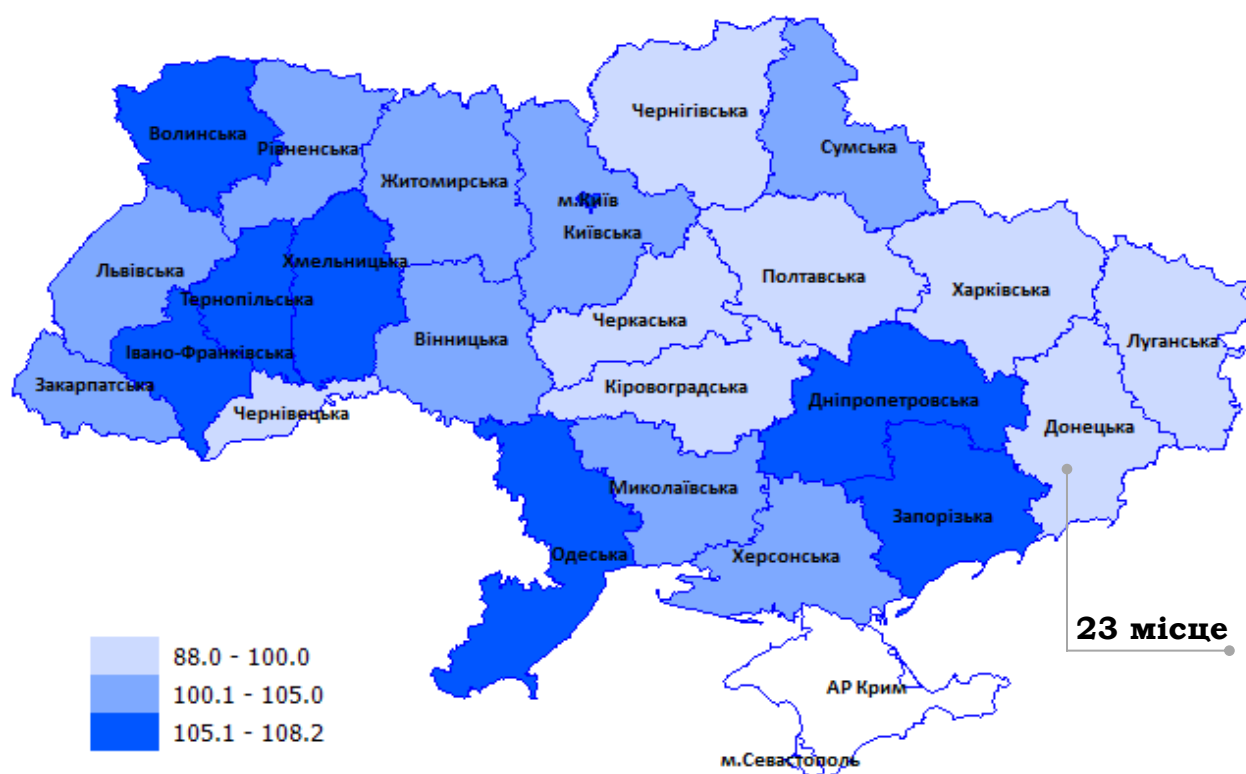 Чернігівська
Волинська
Рівненська
Сумська
Житомирська
м.Київ
Київська
Львівська
Хмельницька
Тернопільська
Полтавська
Харківська
Черкаська
Вінницька
Луганська
Івано-Франківська
Закарпатська
Чернівецька
Кіровоградська
Дніпропетровська
Донецька
Миколаївська
Запорізька
Одеська
Херсонська
23 місце
88.0 - 100.0
100.1 - 105.0
105.1 - 108.2
АР Крим
м.Севастополь